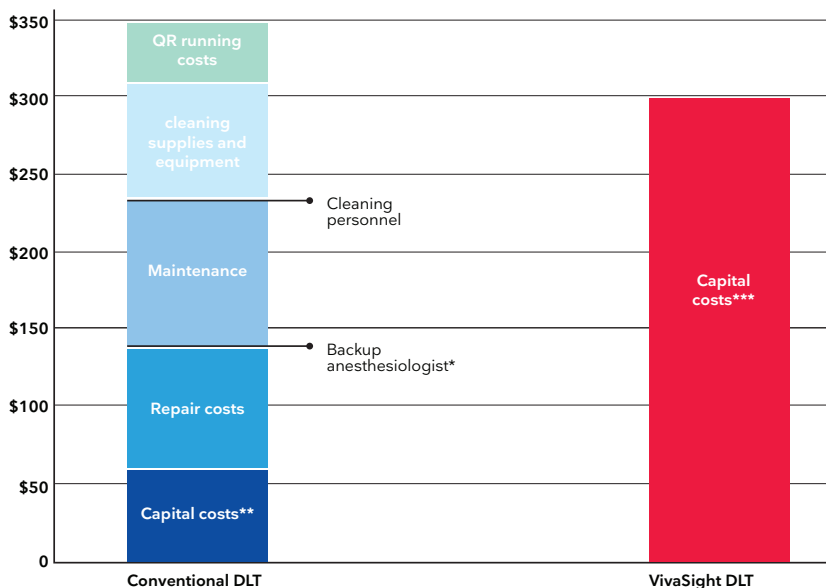 $350
$300
$250
$200
$150
$100
$50
0
QR running
costs
cleaning
supplies and
equipment
Cleaning
personnel
Maintenance
Backup
anesthesiologist*
Repair costs
Capital costs**
Conventional DLT
Capital
costs***
VivaSight DLT